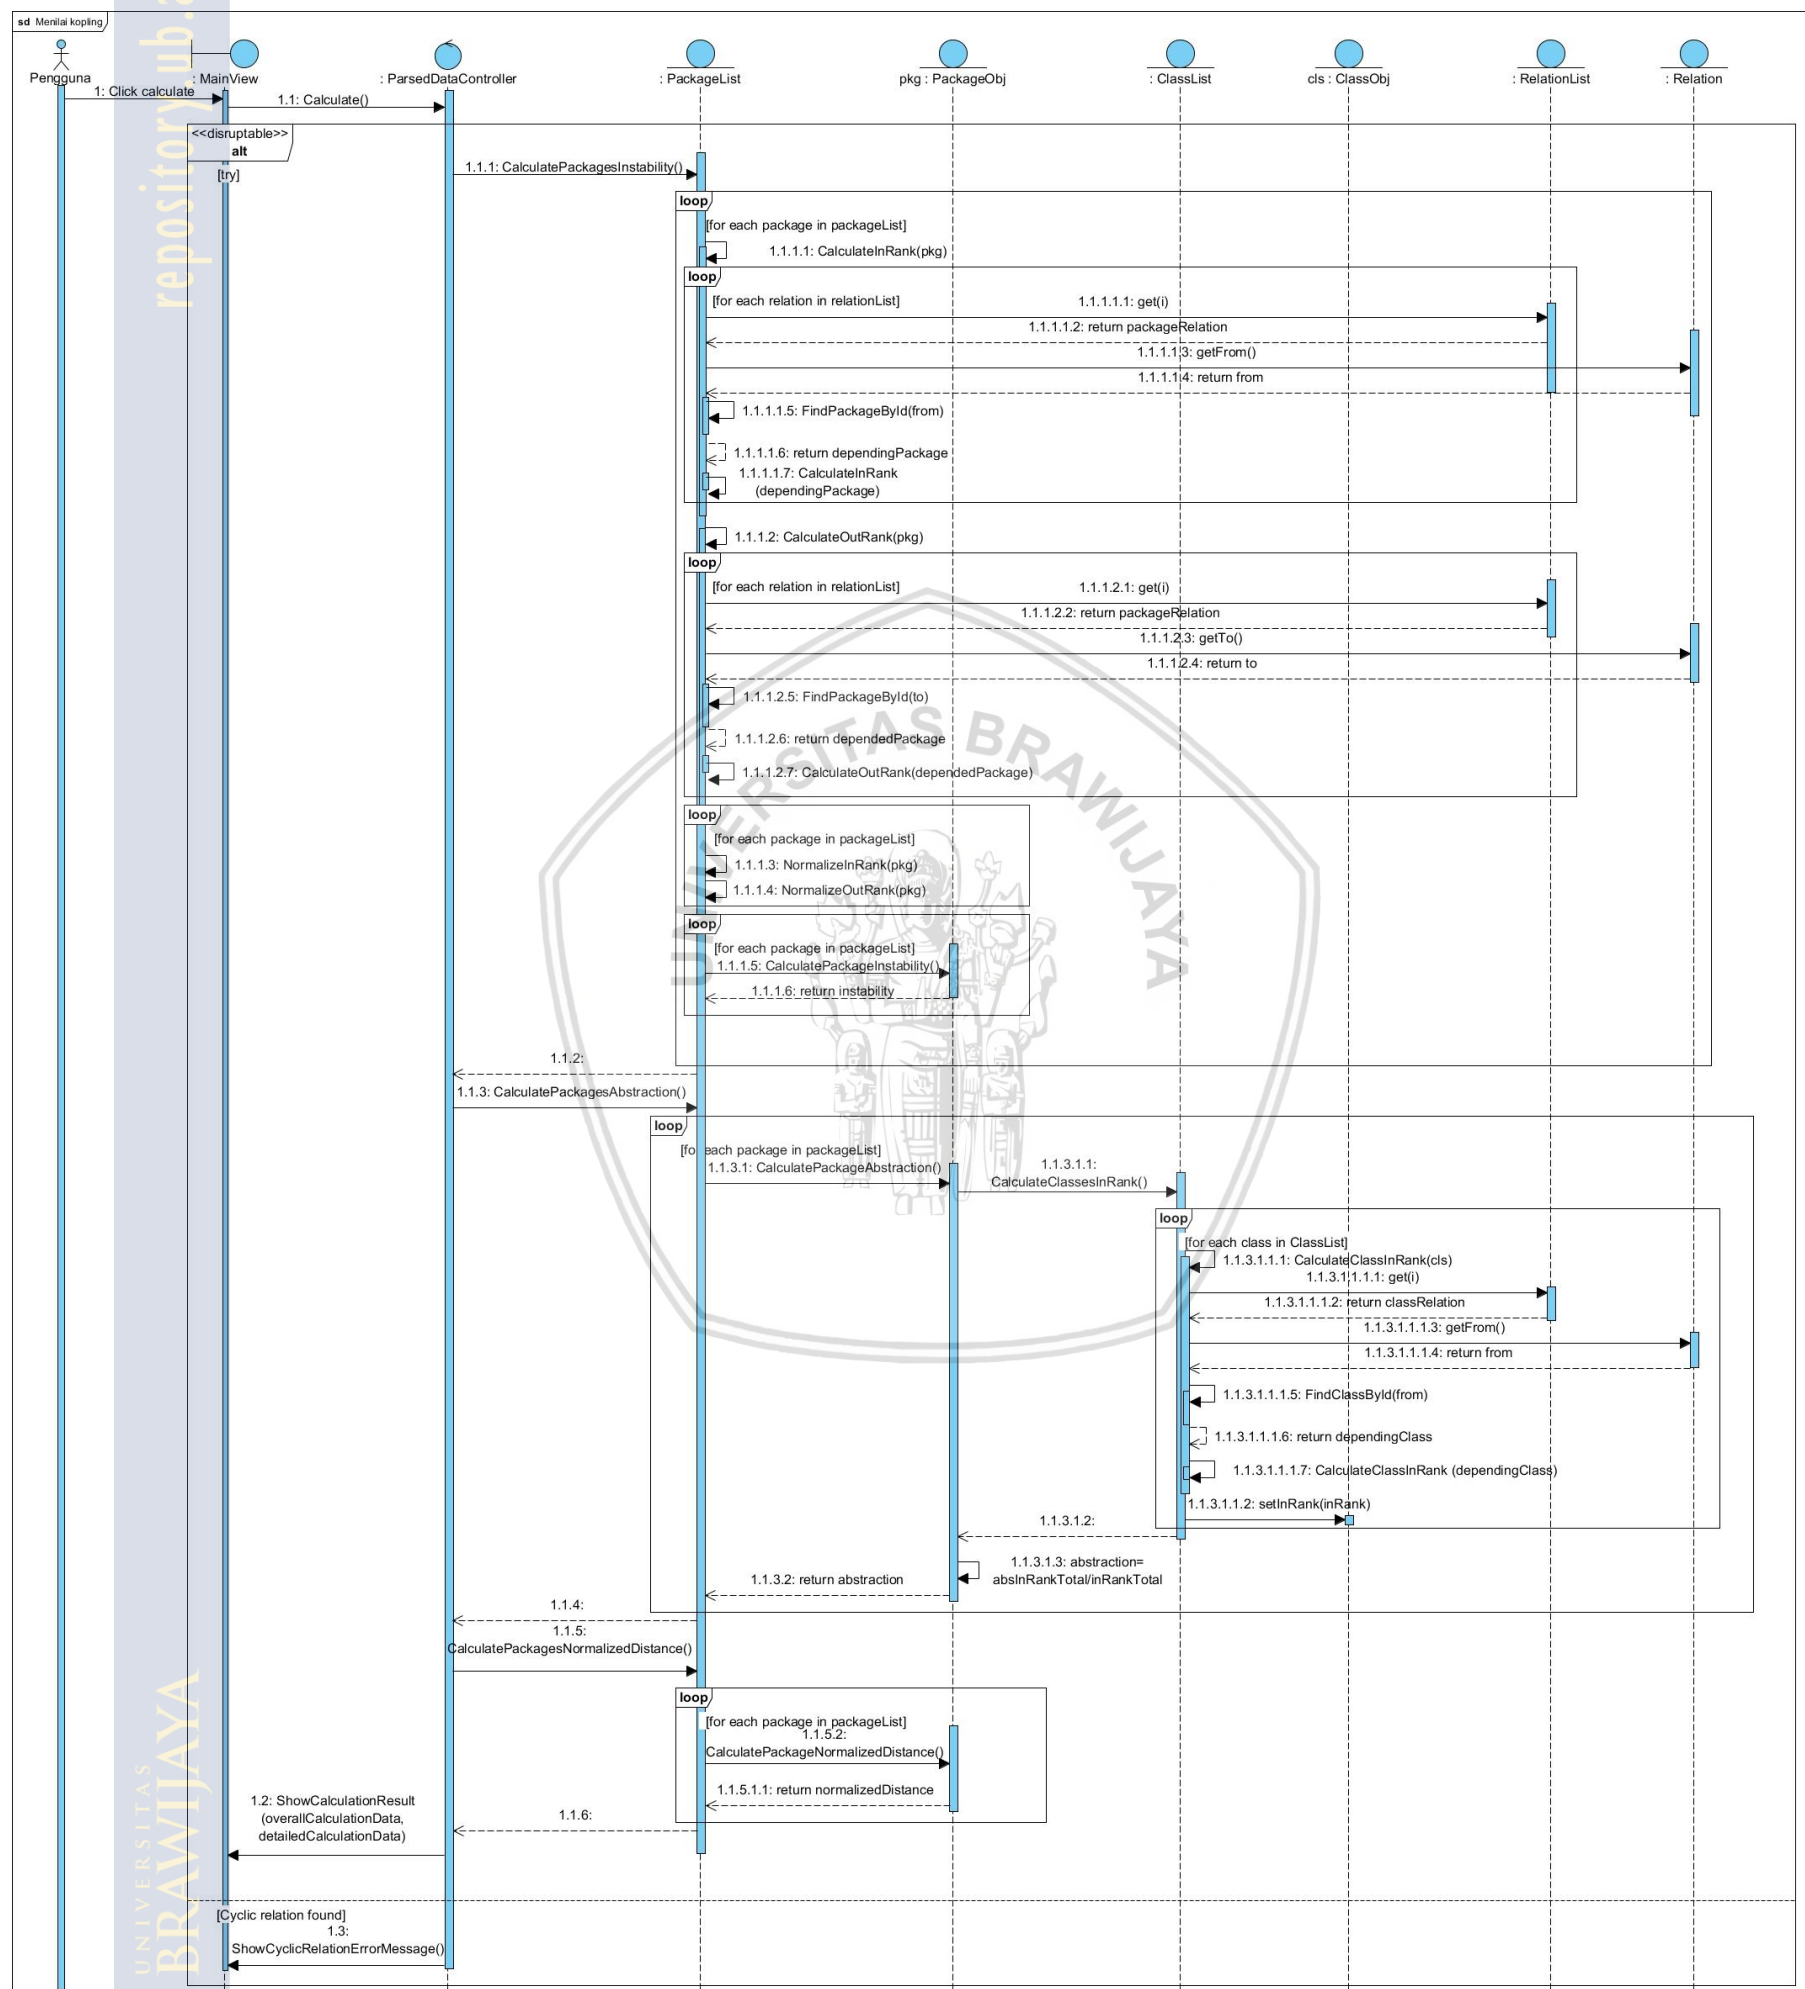 sd Menilai kopling
Pengguna
: MainView
: ParsedDataController
: PackageList
pkg : PackageObj
: ClassList
cls : ClassObj
: RelationList
: Relation
1: Click calculate
1.1: Calculate()
<<disruptable>>
alt
[try]
1.1.1: CalculatePackagesInstability()
loop
[for each package in packageList]
1.1.1.1: CalculateInRank(pkg)
loop
[for each relation in relationList]
1.1.1.1.1: get(i)
1.1.1.1.2: return packageRelation
1.1.1.1.3: getFrom()
1.1.1.1.4: return from
1.1.1.1.5: FindPackageById(from)
1.1.1.1.6: return dependingPackage
1.1.1.1.7: CalculateInRank
(dependingPackage)
1.1.1.2: CalculateOutRank(pkg)
loop
[for each relation in relationList]
1.1.1.2.1: get(i)
1.1.1.2.2: return packageRelation
1.1.1.2.3: getTo()
1.1.1.2.4: return to
1.1.1.2.5: FindPackageById(to)
1.1.1.2.6: return dependedPackage
1.1.1.2.7: CalculateOutRank(dependedPackage)
loop
[for each package in packageList]
1.1.1.3: NormalizeInRank(pkg)
1.1.1.4: NormalizeOutRank(pkg)
loop
[for each package in packageList]
1.1.1.5: CalculatePackageInstability()
1.1.1.6: return instability
1.1.2:
1.1.3: CalculatePackagesAbstraction()
loop
[for each package in packageList]
1.1.3.1: CalculatePackageAbstraction()
1.1.3.1.1:
CalculateClassesInRank()
loop
[for each class in ClassList]
1.1.3.1.1.1: CalculateClassInRank(cls)
1.1.3.1.1.1.1: get(i)
1.1.3.1.1.1.2: return classRelation
1.1.3.1.1.1.3: getFrom()
1.1.3.1.1.1.4: return from
1.1.3.1.1.1.5: FindClassById(from)
1.1.3.1.1.1.6: return dependingClass
1.1.3.1.1.1.7: CalculateClassInRank (dependingClass)
1.1.3.1.1.2: setInRank(inRank)
1.1.3.1.2:
1.1.3.1.3: abstraction=
absInRankTotal/inRankTotal
1.1.3.2: return abstraction
1.1.4:
1.1.5:
CalculatePackagesNormalizedDistance()
loop
[for each package in packageList]
1.1.5.2:
CalculatePackageNormalizedDistance()
1.1.5.1.1: return normalizedDistance
1.1.6:
1.2: ShowCalculationResult
(overallCalculationData,
detailedCalculationData)
[Cyclic relation found]
1.3:
ShowCyclicRelationErrorMessage()
repository.ub.a
UNIVERSITAS
BRAWIJAYA
UNIVERSITAS BRAWIJAYA